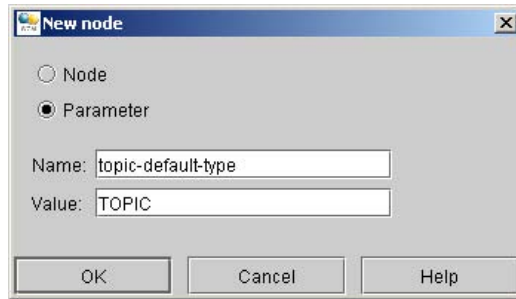 New node
Node
Parameter
Name: topic-default-type
Value: TOPIC
OK Cancel Help